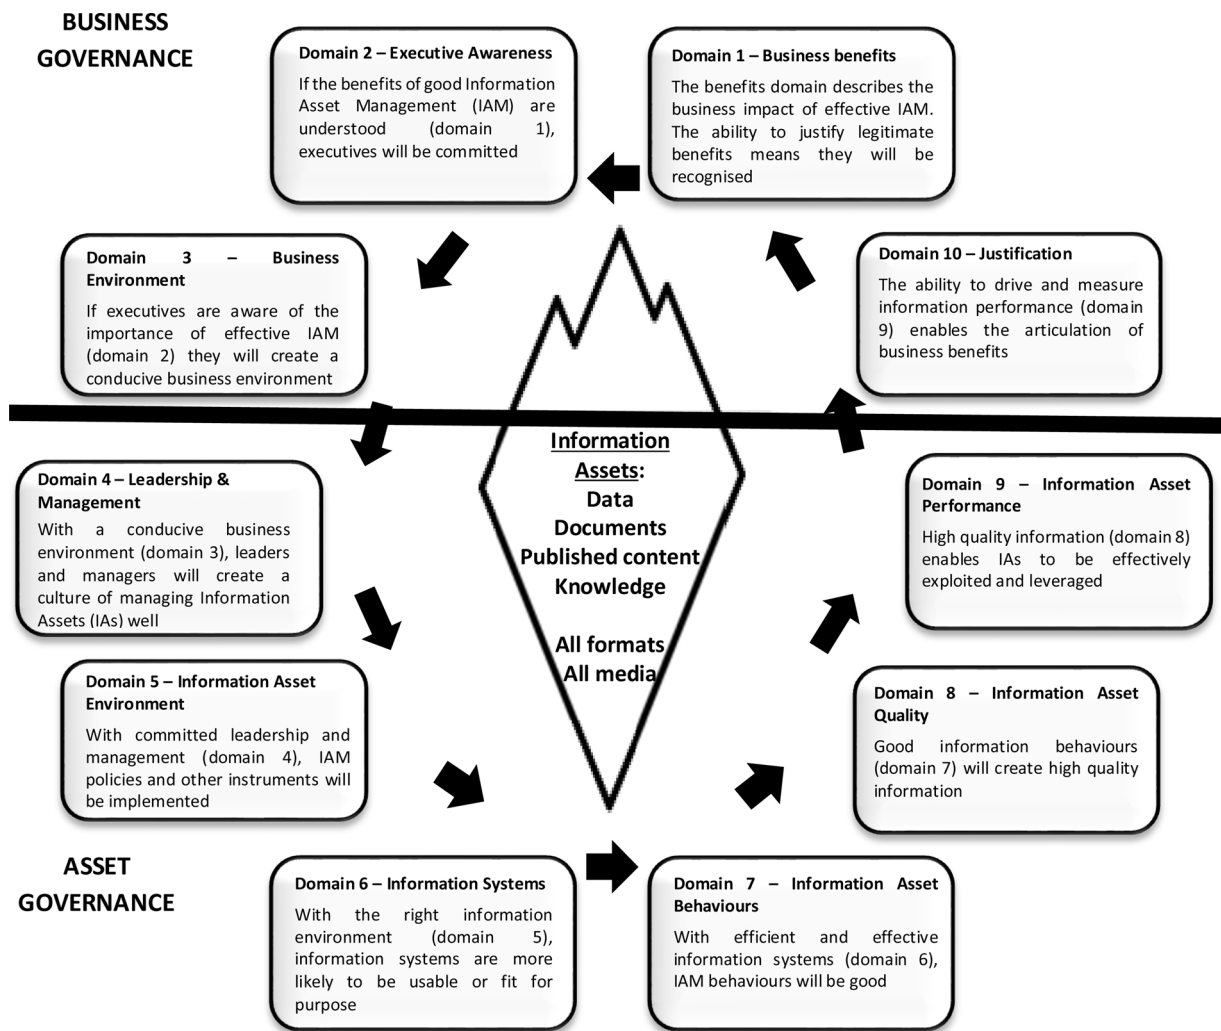 BUSINESS
GOVERNANCE
Domain 1 – Business benefits
The benefits domain describes the
business impact of effective IAM.
The ability to justify legitimate
benefits means they will be
recognised
Domain 2 – Executive Awareness
If the benefits of good Information
Asset Management (IAM) are
understood (domain 1),
executives will be committed
Domain 3 – Business
Environment
If executives are aware of the
importance of effective IAM
(domain 2) they will create a
conducive business environment
Domain 4 – Leadership &
Management
With a conducive business
environment (domain 3), leaders
and managers will create a
culture of managing Information
Assets (IAs) well
Domain 5 – Information Asset
Environment
With committed leadership and
management (domain 4), IAM
policies and other instruments will
be implemented
Domain 6 – Information Systems
With the right information
environment (domain 5),
information systems are more
likely to be usable or fit for
purpose
Domain 7 – Information Asset
Behaviours
With efficient and effective
information systems (domain 6),
IAM behaviours will be good
Domain 8 – Information Asset
Quality
Good information behaviours
(domain 7) will create high quality
information
Domain 9 – Information Asset
Performance
High quality information (domain 8)
enables IAs to be effectively
exploited and leveraged
Domain 10 – Justification
The ability to drive and measure
information performance (domain
9) enables the articulation of
business benefits
Information
Assets:
Data
Documents
Published content
Knowledge
All formats
All media
ASSET
GOVERNANCE